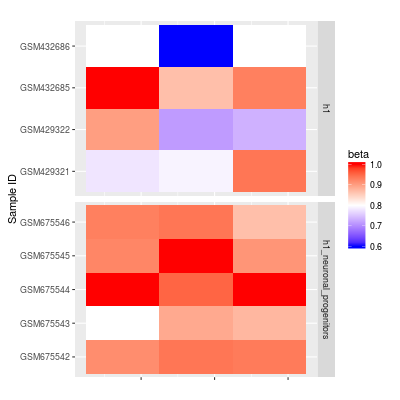 GSM432686
GSM432685
GSM429322
GSM429321
h1
GSM675546
GSM675545
GSM675544
GSM675543
GSM675542
h1_neuronal_progenitors
Sample ID
beta
1.0
0.9
0.8
0.7
0.6